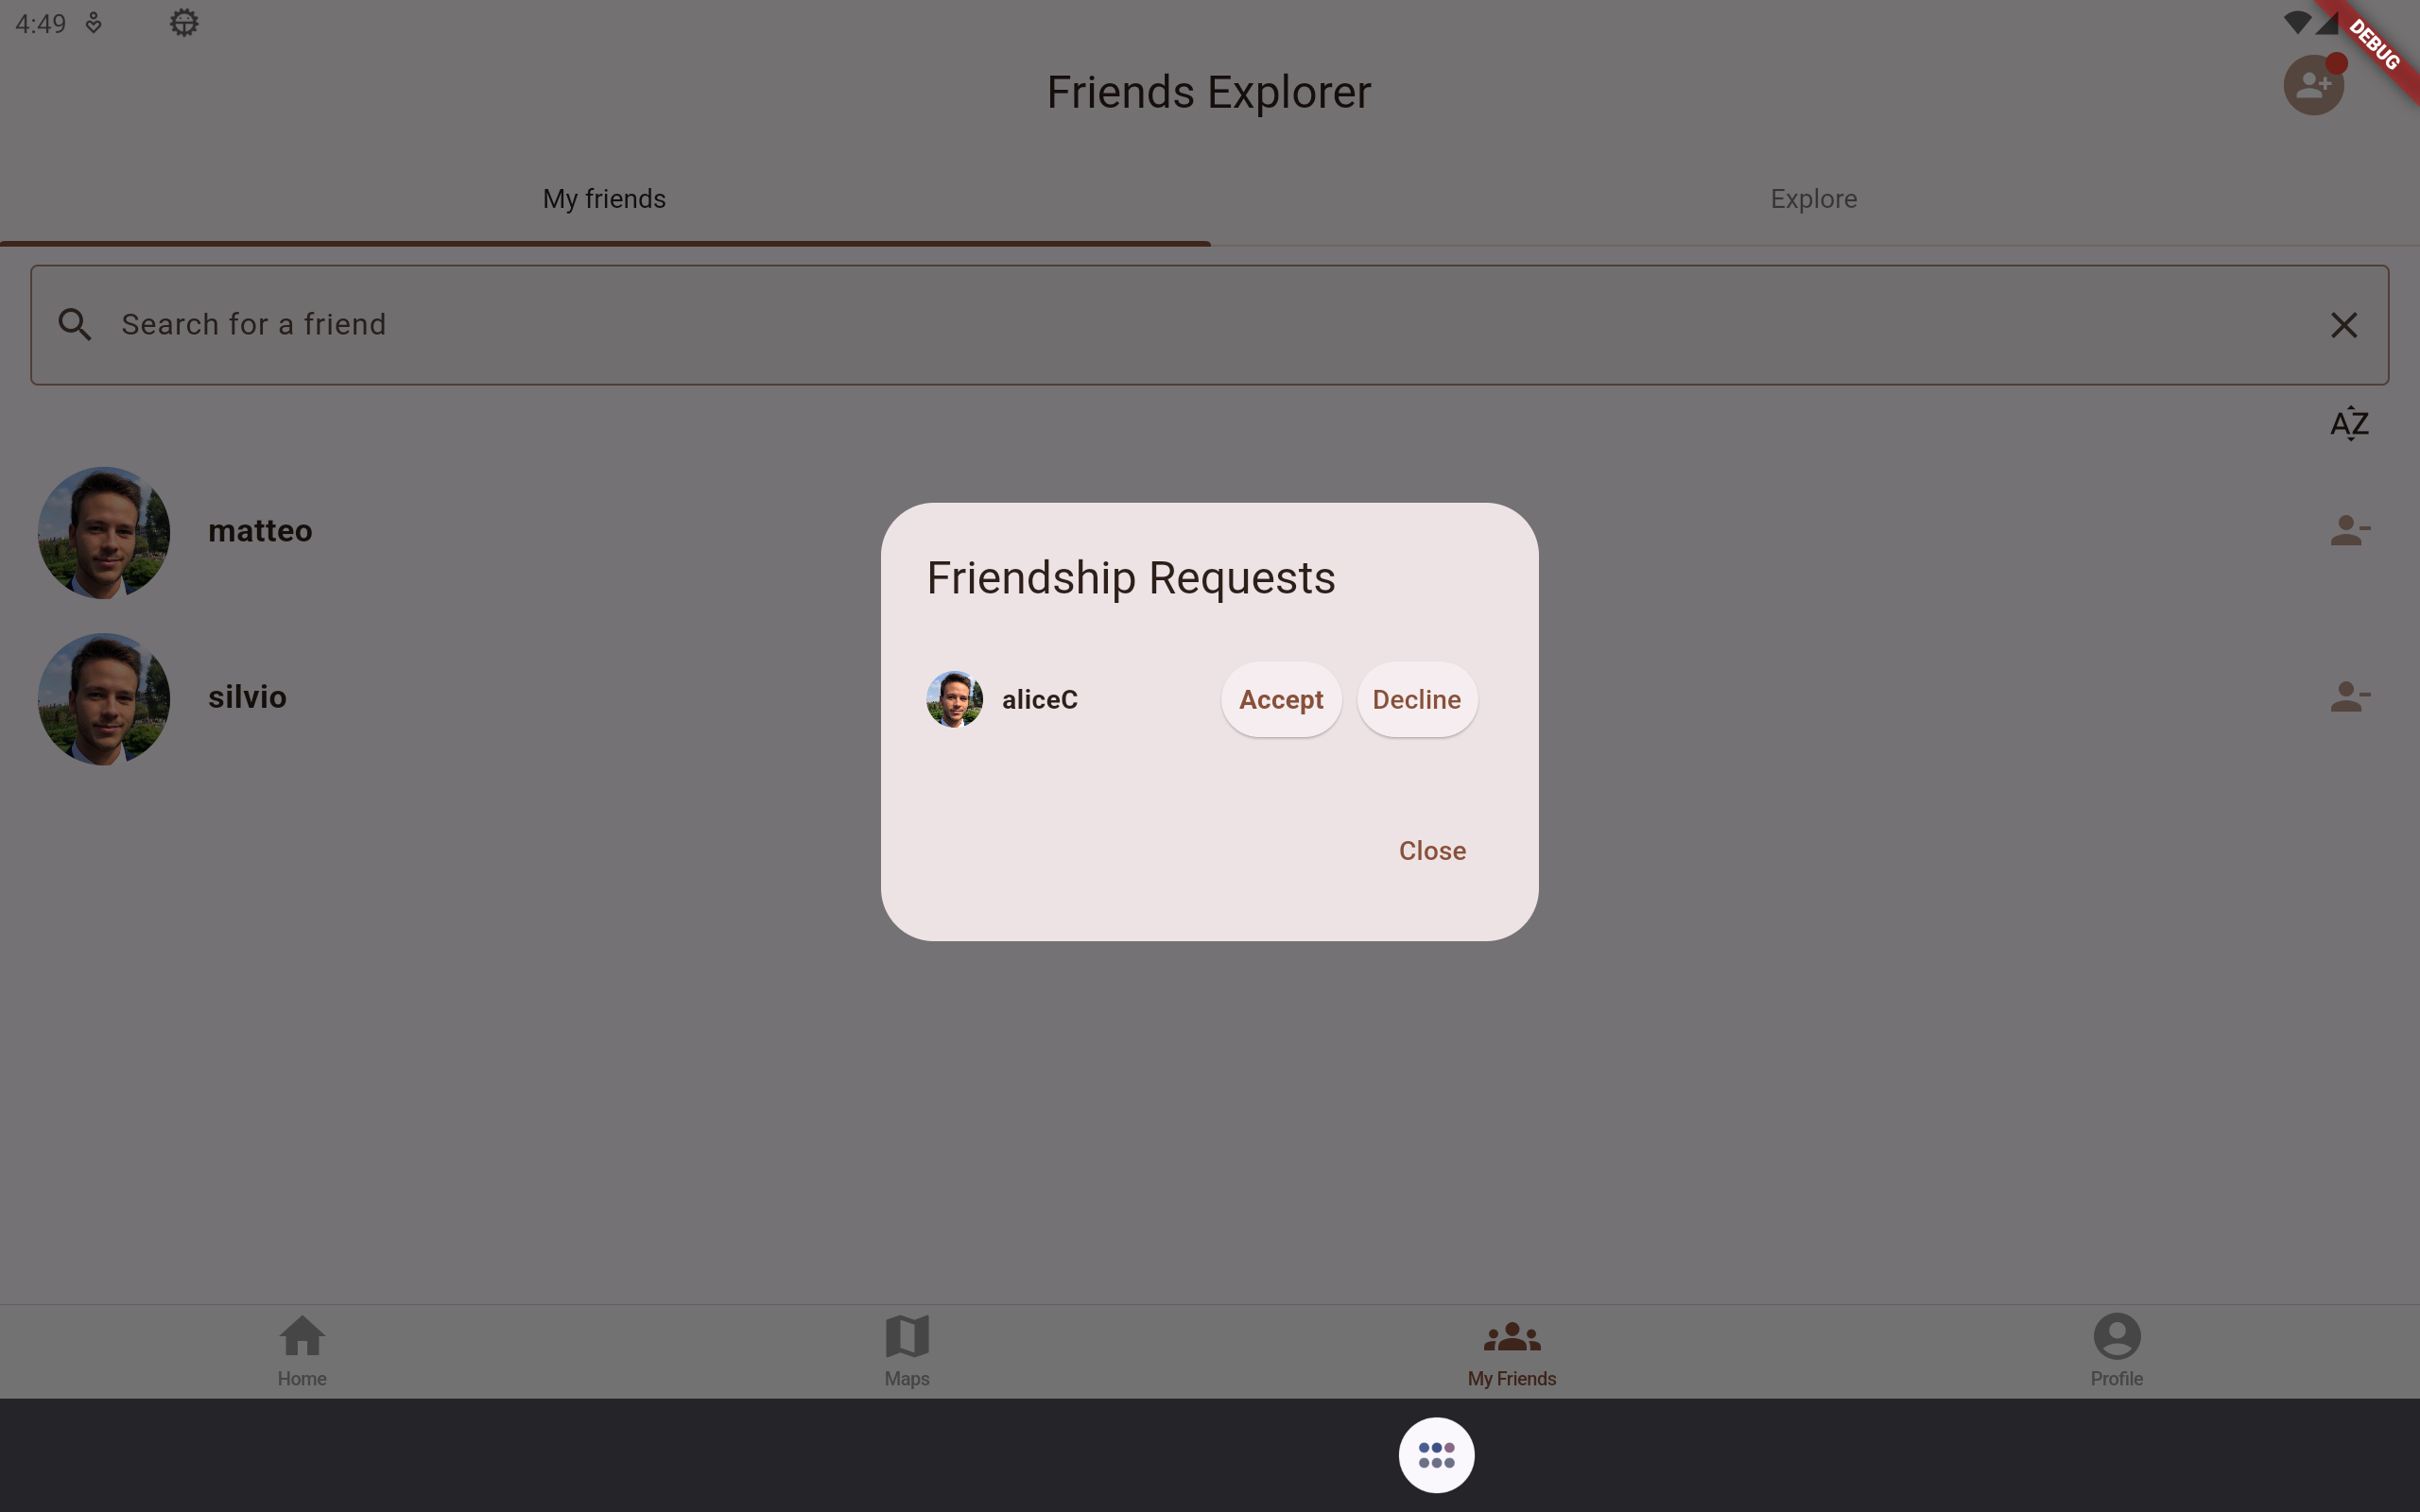 4:49
DEBUG
Friends Explorer
My friends
Explore
Search for a friend
AZ
matteo
silvio
Friendship Requests
aliceC
Accept
Decline
Close
Home
Maps
My Friends
Profile